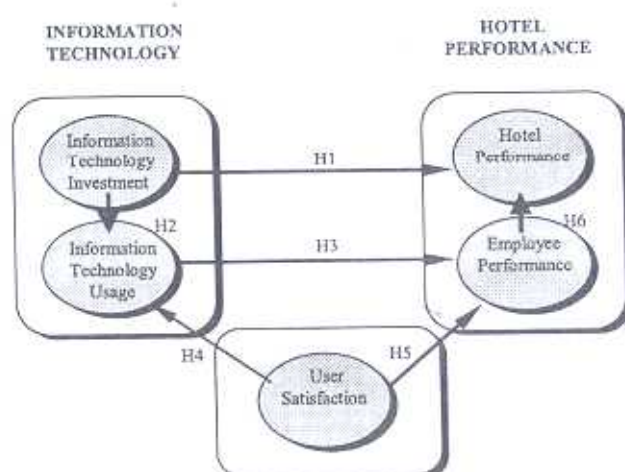 INFORMATION
TECHNOLOGY
HOTEL
PERFORMANCE
Information
Technology
Investment
H1
Hotel
Performance
H2
Information
Technology
Usage
H3
H6
Employee
Performance
H4
H5
User
Satisfaction